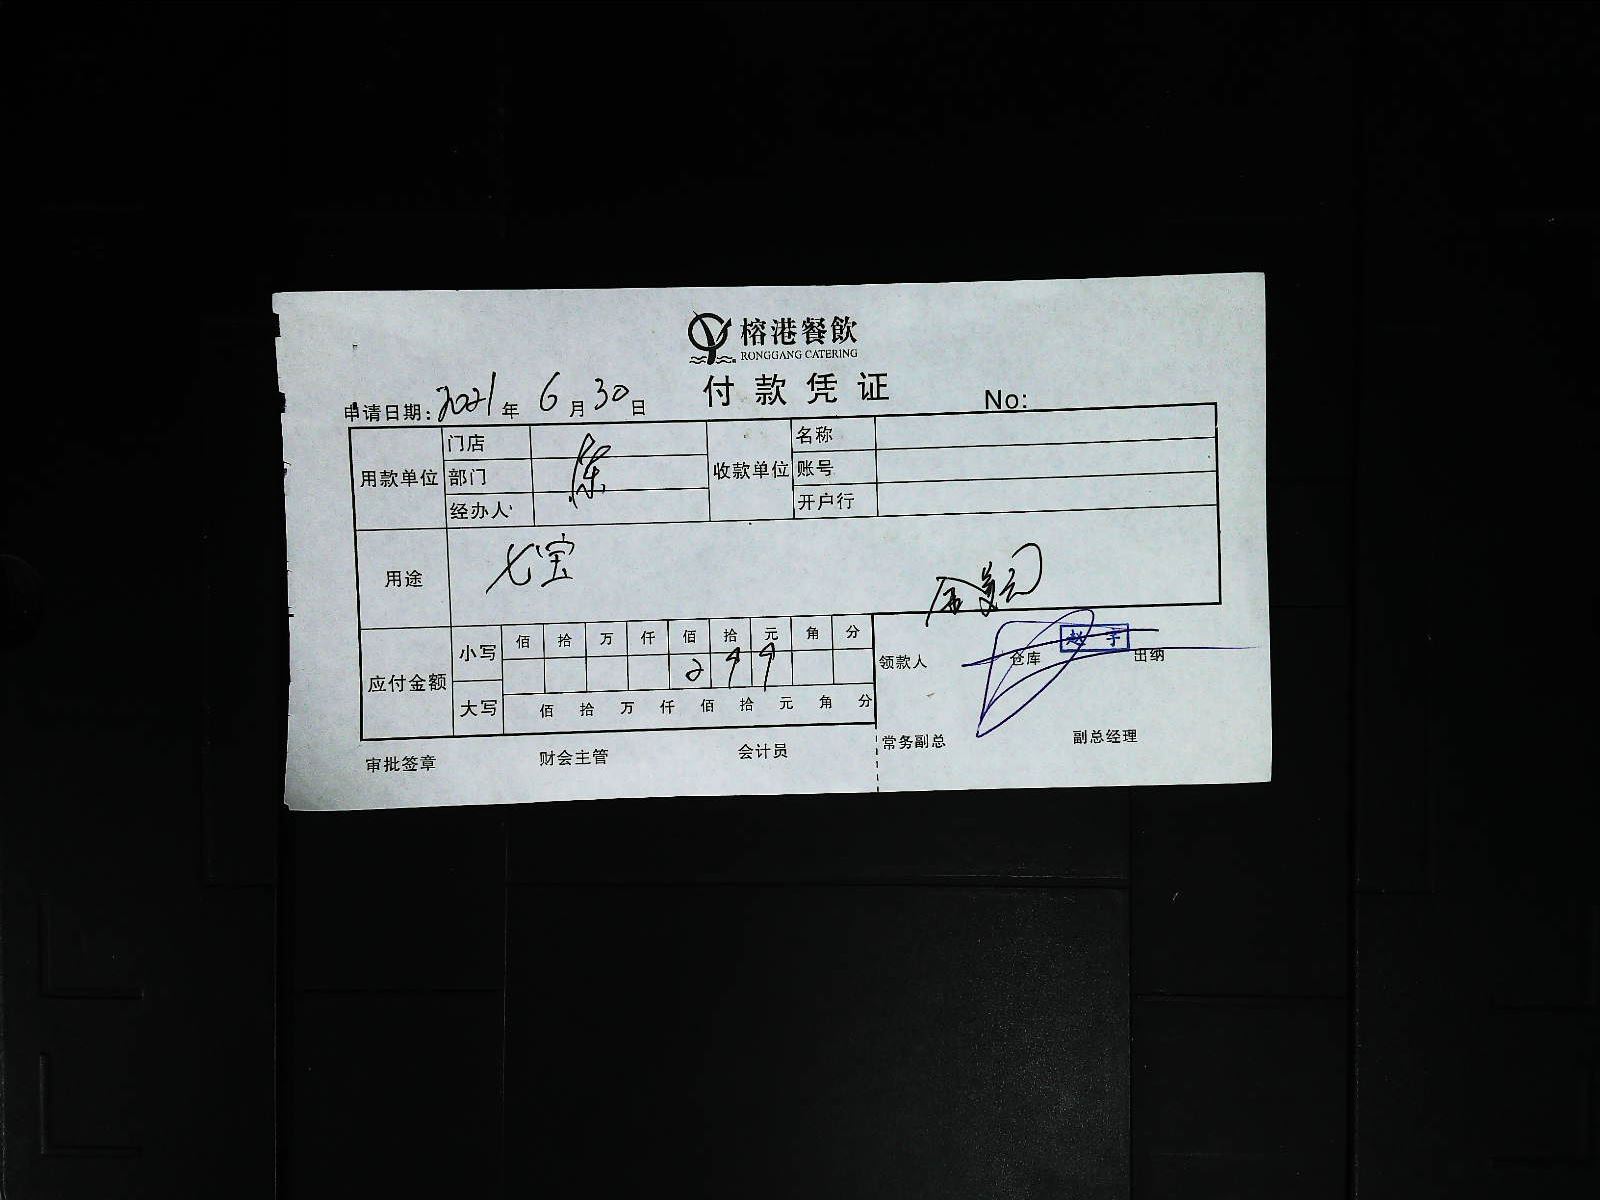 榕港餐飲
RONGGANG CATERING
付款凭证
申请日期: 2021 年 6 月 30 日 No:
用款单位 门店 收款单位 名称
部门 陈 账号
经办人 开户行
用途 七宝
应付金额 小写 佰 拾 万 仟 佰 拾 元 角 分
2 9 9
大写 佰 拾 万 仟 佰 拾 元 角 分
领款人 仓库 出纳
审批签章 财会主管 会计员 常务副总 副总经理